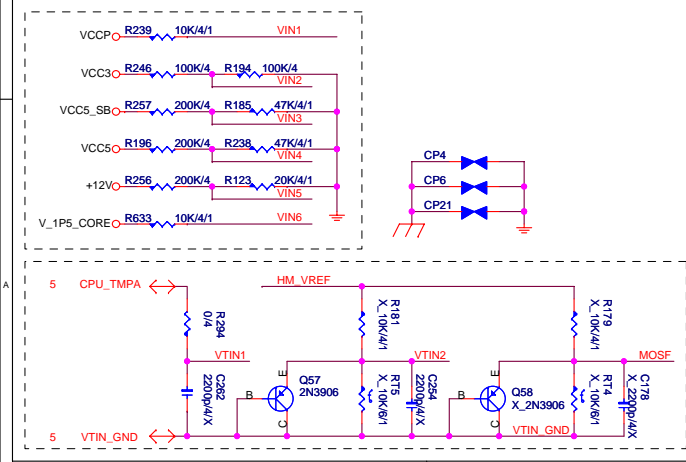 VCCP R239 10K/4/1 VIN1
VCC3 R246 100K/4 R194 100K/4
VIN2
VCC5_SB R257 200K/4 R185 47K/4/1
VIN3
VCC5 R196 200K/4 R238 47K/4/1
VIN4
+12V R256 200K/4 R123 20K/4/1
VIN5
V_1P5_CORE R633 10K/4/1 VIN6
CP4
CP6
CP21
A
5 CPU_TMPA
HM_VREF
R294
0/4
R181
X_10K/4/1
R179
X_10K/4/1
VTIN1
VTIN2
MOSF
C262
2200p/4/X
E
B
C
Q57
2N3906
RT5
X_10K/6/1
C254
2200p/4/X
E
B
C
Q58
X_2N3906
RT4
X_10K/6/1
C178
X_2200p/4/X
5 VTIN_GND
VTIN_GND